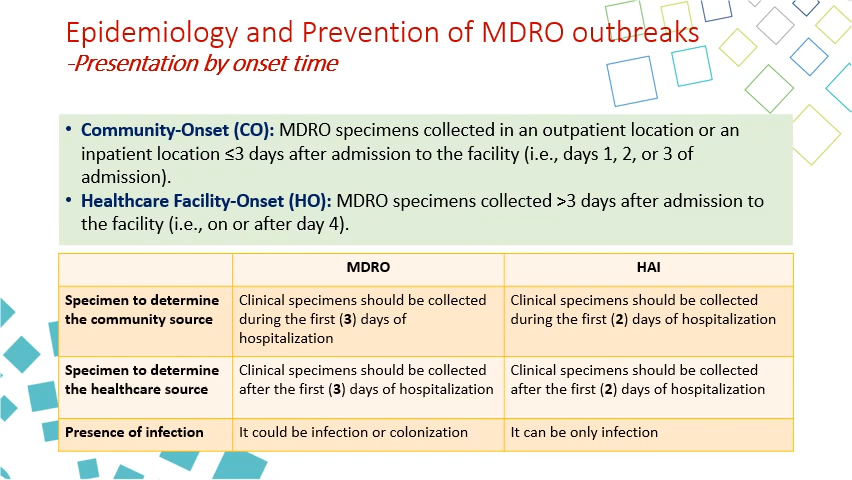 Epidemiology and Prevention of MDRO outbreaks
-Presentation by onset time
• Community-Onset (CO): MDRO specimens collected in an outpatient location or an
inpatient location ≤3 days after admission to the facility (i.e., days 1, 2, or 3 of
admission).
• Healthcare Facility-Onset (HO): MDRO specimens collected >3 days after admission to
the facility (i.e., on or after day 4).
MDRO
HAI
Specimen to determine
the community source
Clinical specimens should be collected
during the first (3) days of
hospitalization
Clinical specimens should be collected
during the first (2) days of hospitalization
Specimen to determine
the healthcare source
Clinical specimens should be collected
after the first (3) days of hospitalization
Clinical specimens should be collected
after the first (2) days of hospitalization
Presence of infection
It could be infection or colonization
It can be only infection